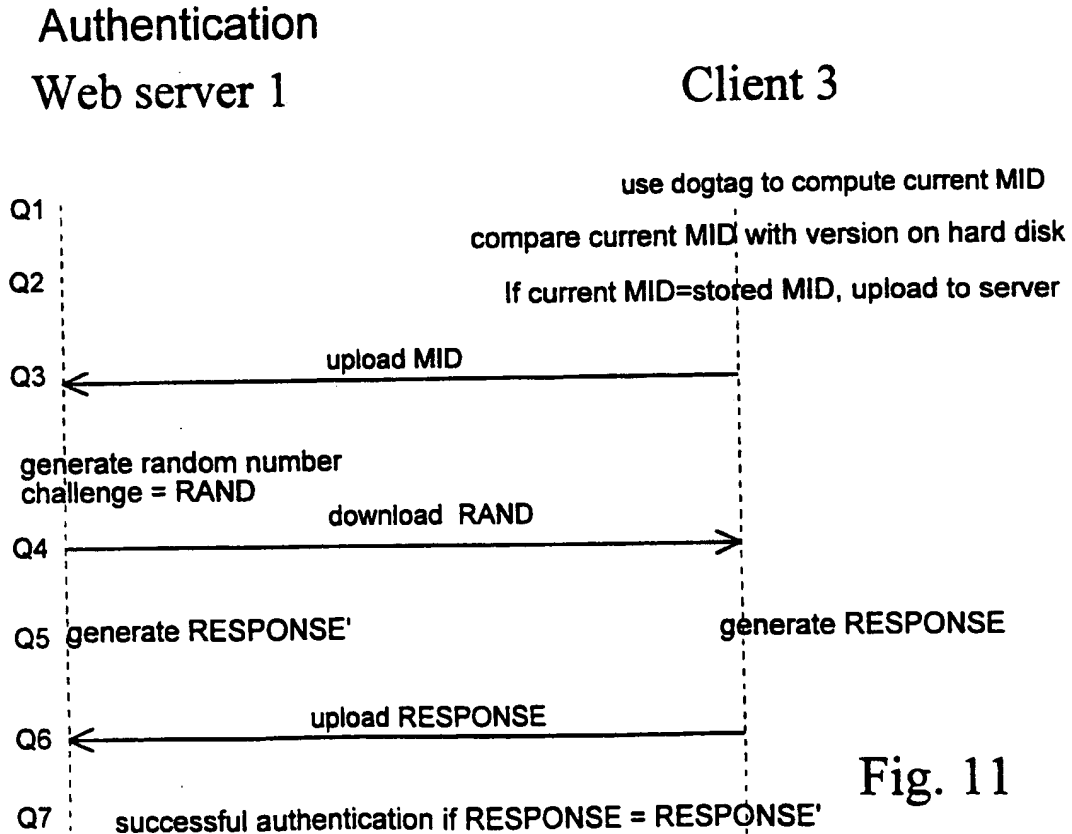 Authentication
Web server 1
Client 3
use dogtag to compute current MID
Q1
compare current MID with version on hard disk
Q2
If current MID=stored MID, upload to server
upload MID
Q3
generate random number
challenge = RAND
download RAND
Q4
Q5
generate RESPONSE'
generate RESPONSE
upload RESPONSE
Q6
Fig. 11
Q7
successful authentication if RESPONSE = RESPONSE'